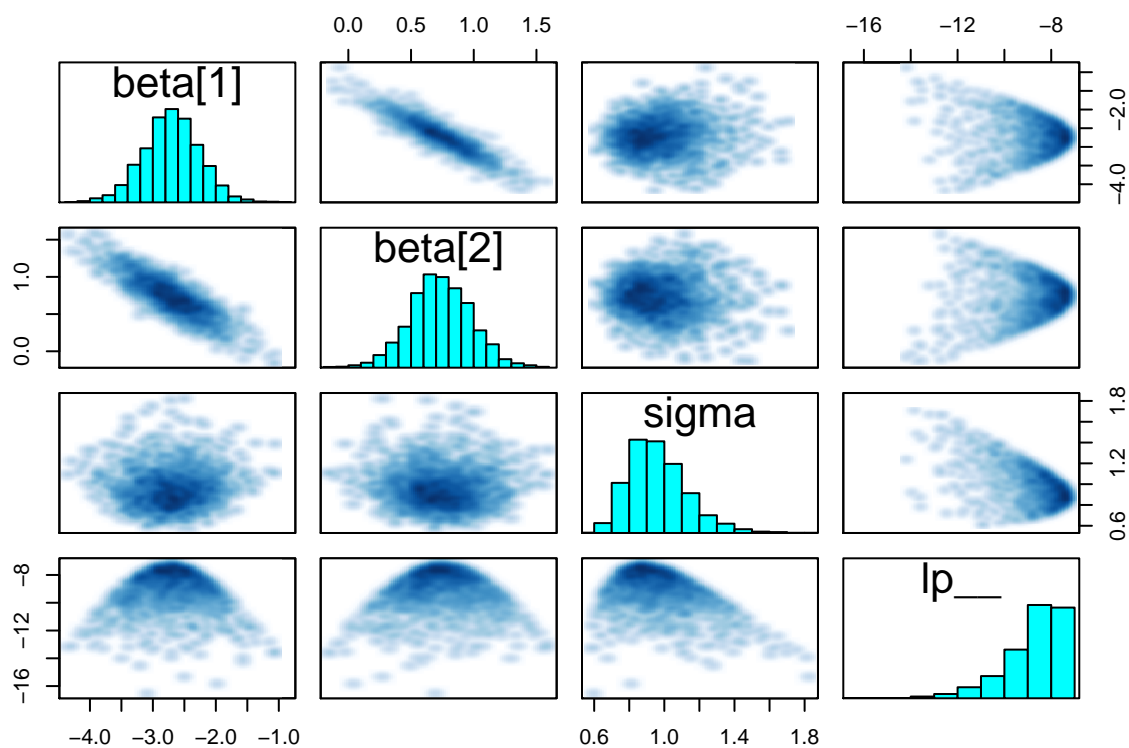 0.0 0.5 1.0 1.5 −16 −12 −8
beta[1]
−4.0 −2.0
beta[2]
0.0 1.0
sigma
0.6 1.2 1.8
lp__
−16 −12 −8
−4.0 −3.0 −2.0 −1.0 0.6 1.0 1.4 1.8